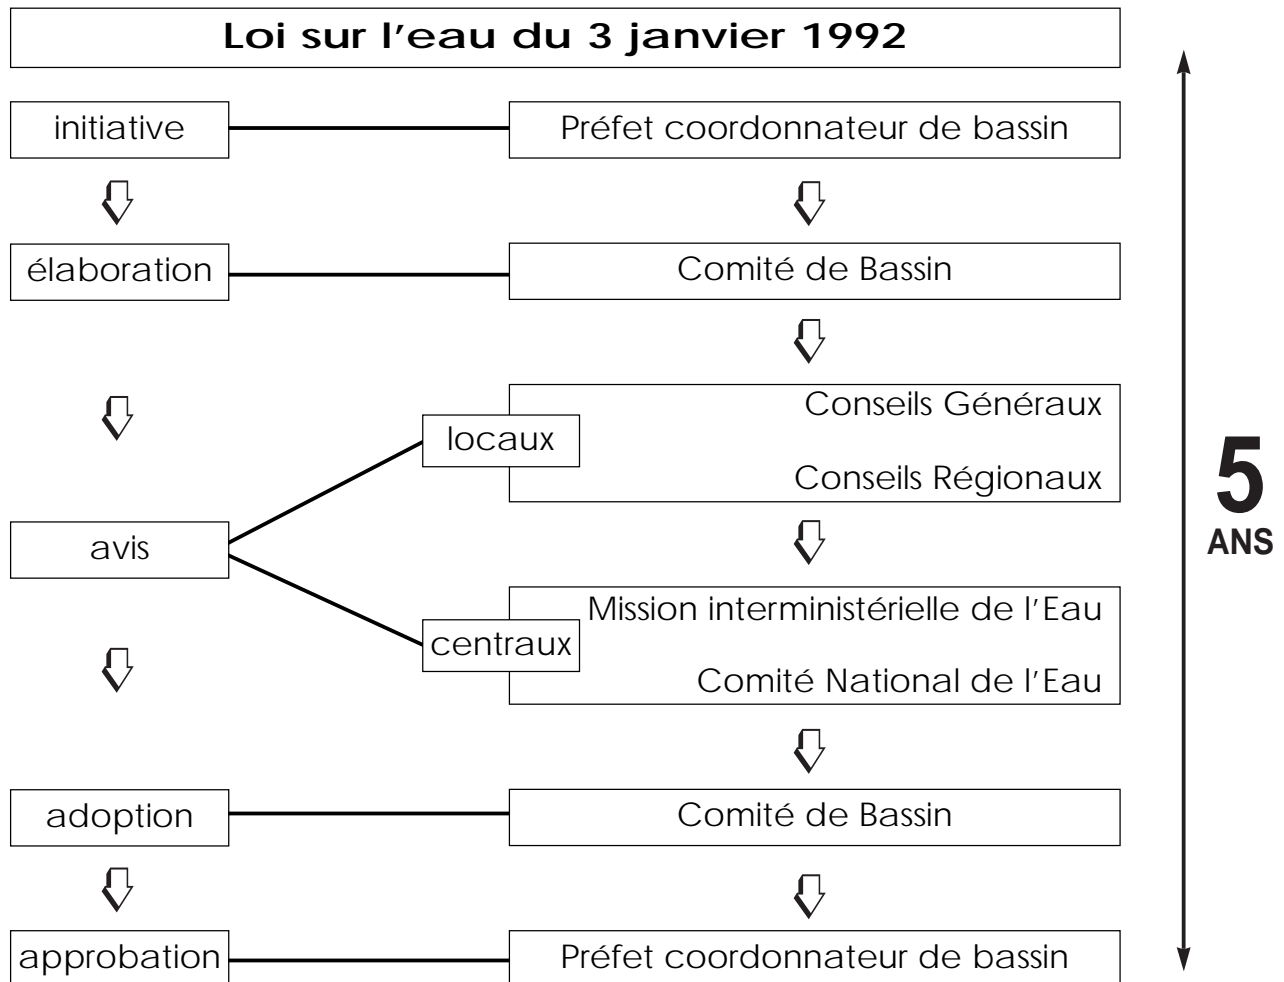 Loi sur l’eau du 3 janvier 1992
initiative
Préfet coordonnateur de bassin
élaboration
Comité de Bassin
avis
locaux
Conseils Généraux
Conseils Régionaux
centraux
Mission interministérielle de l’Eau
Comité National de l’Eau
adoption
Comité de Bassin
approbation
Préfet coordonnateur de bassin
5
ANS